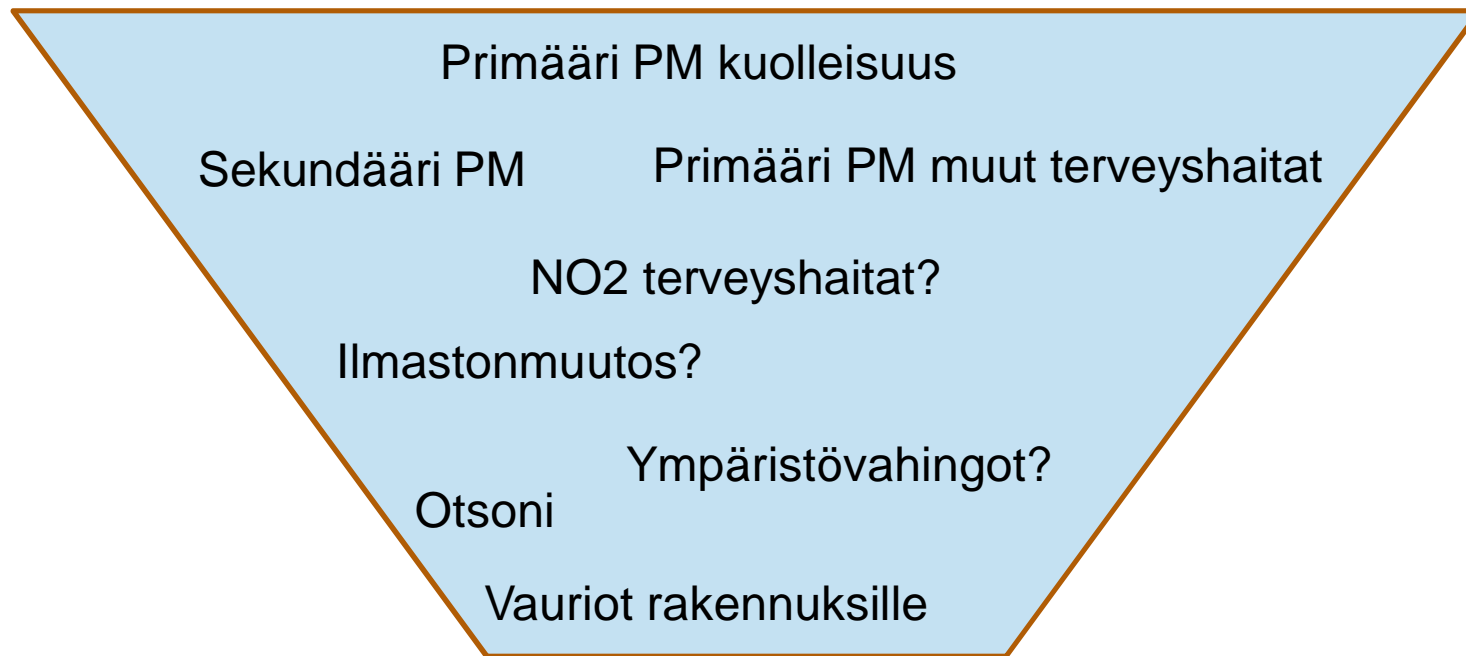 Primääri PM kuolleisuus
Sekundääri PM
Primääri PM muut terveyshaitat
NO2 terveyshaitat?
Ilmastonmuutos?
Ympäristövahingot?
Otsoni
Vauriot rakennuksille